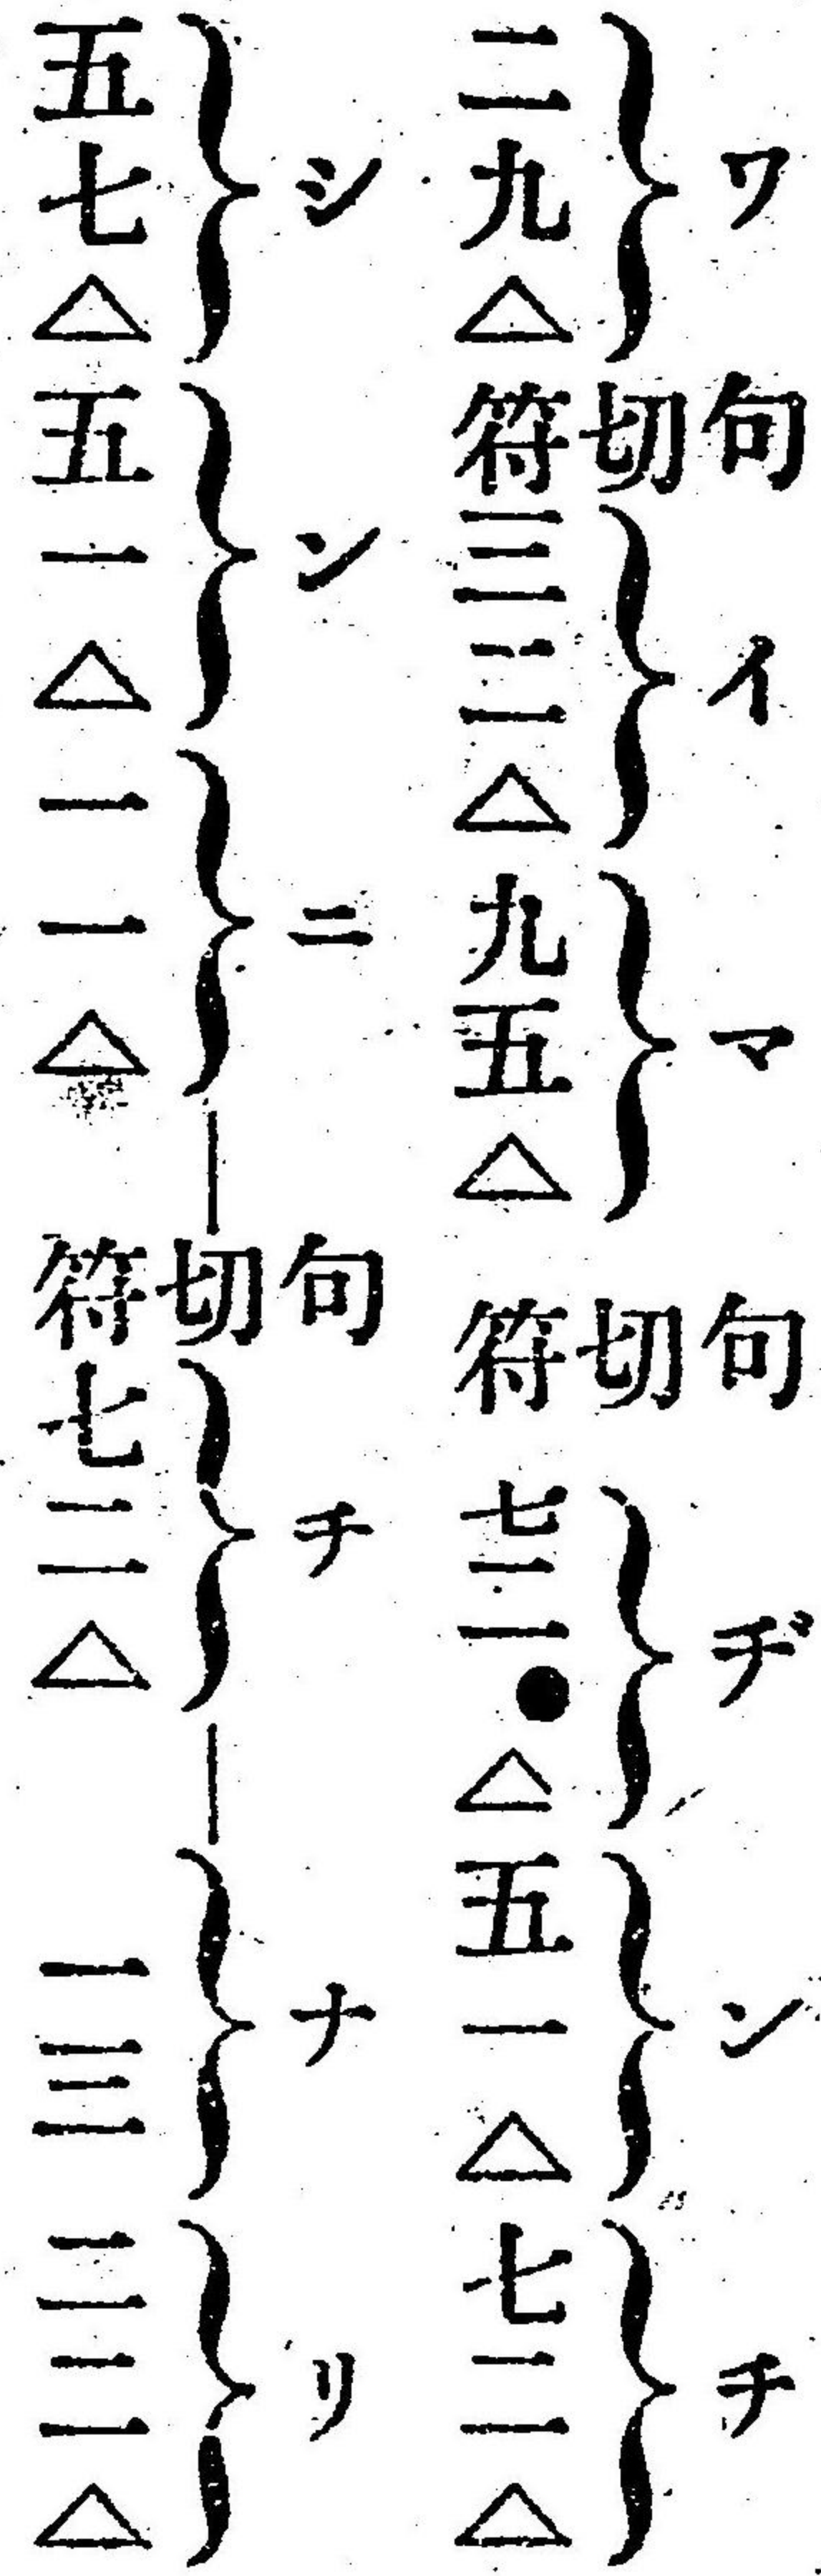 ワ　イマ　ヂンチ
二九△句切符三二△九五△句切符七二●△五一△七二△
シンニ　チ　ナリ
五七△五一△一一△｜句切符七二△｜一三二二△